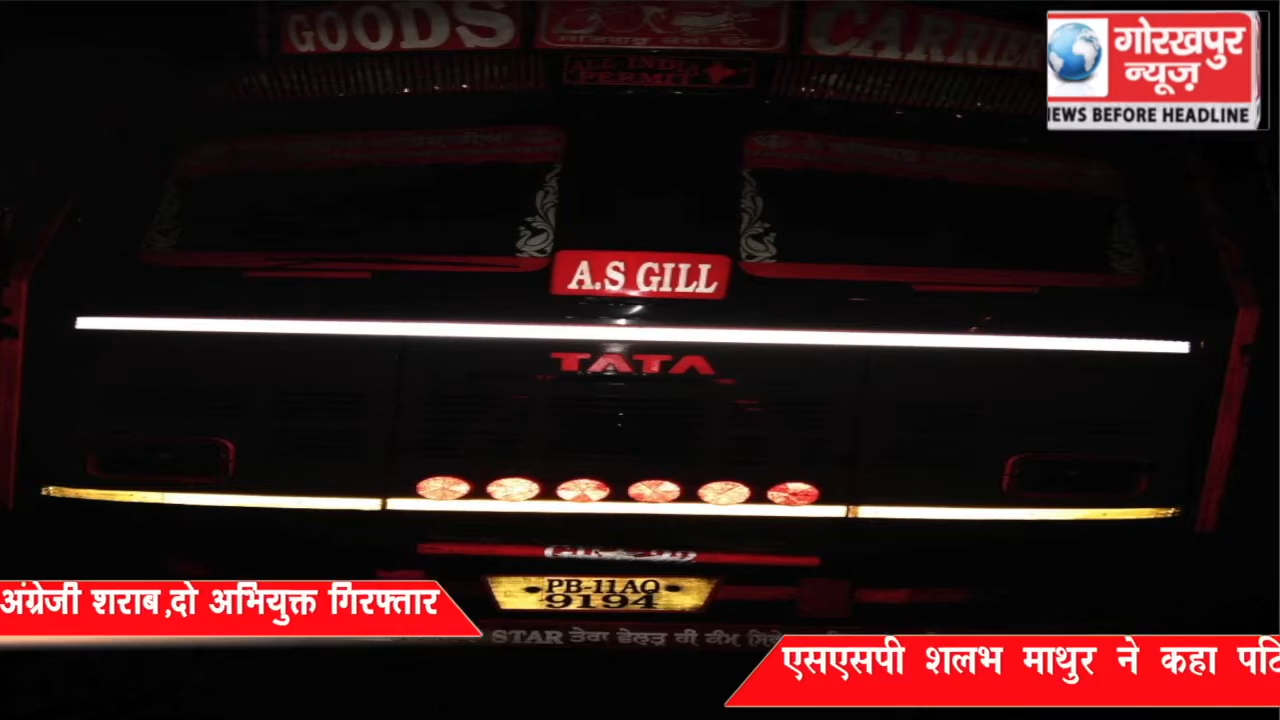 GOODS
CARRIER
ALL INDIA
PERMIT
गोरखपुर
न्यूज़
NEWS BEFORE HEADLINE
A.S GILL
TATA
PB-11AQ
9194
अंग्रेजी शराब,दो अभियुक्त गिरफ्तार
STAR ਤੇਰਾ
एसएसपी शलभ माथुर ने कहा पटि